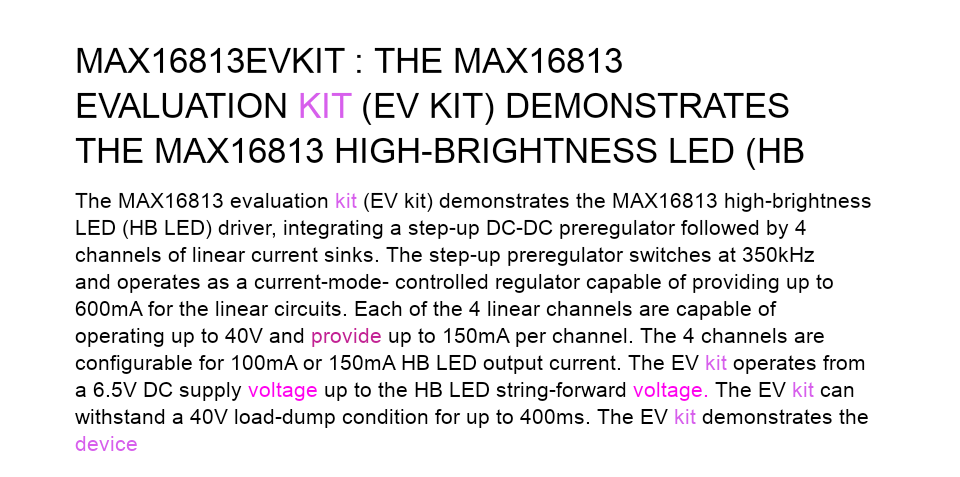 MAX16813EVKIT : THE MAX16813
EVALUATION KIT (EV KIT) DEMONSTRATES
THE MAX16813 HIGH-BRIGHTNESS LED (HB
The MAX16813 evaluation kit (EV kit) demonstrates the MAX16813 high-brightness
LED (HB LED) driver, integrating a step-up DC-DC preregulator followed by 4
channels of linear current sinks. The step-up preregulator switches at 350kHz
and operates as a current-mode- controlled regulator capable of providing up to
600mA for the linear circuits. Each of the 4 linear channels are capable of
operating up to 40V and provide up to 150mA per channel. The 4 channels are
configurable for 100mA or 150mA HB LED output current. The EV kit operates from
a 6.5V DC supply voltage up to the HB LED string-forward voltage. The EV kit can
withstand a 40V load-dump condition for up to 400ms. The EV kit demonstrates the
device